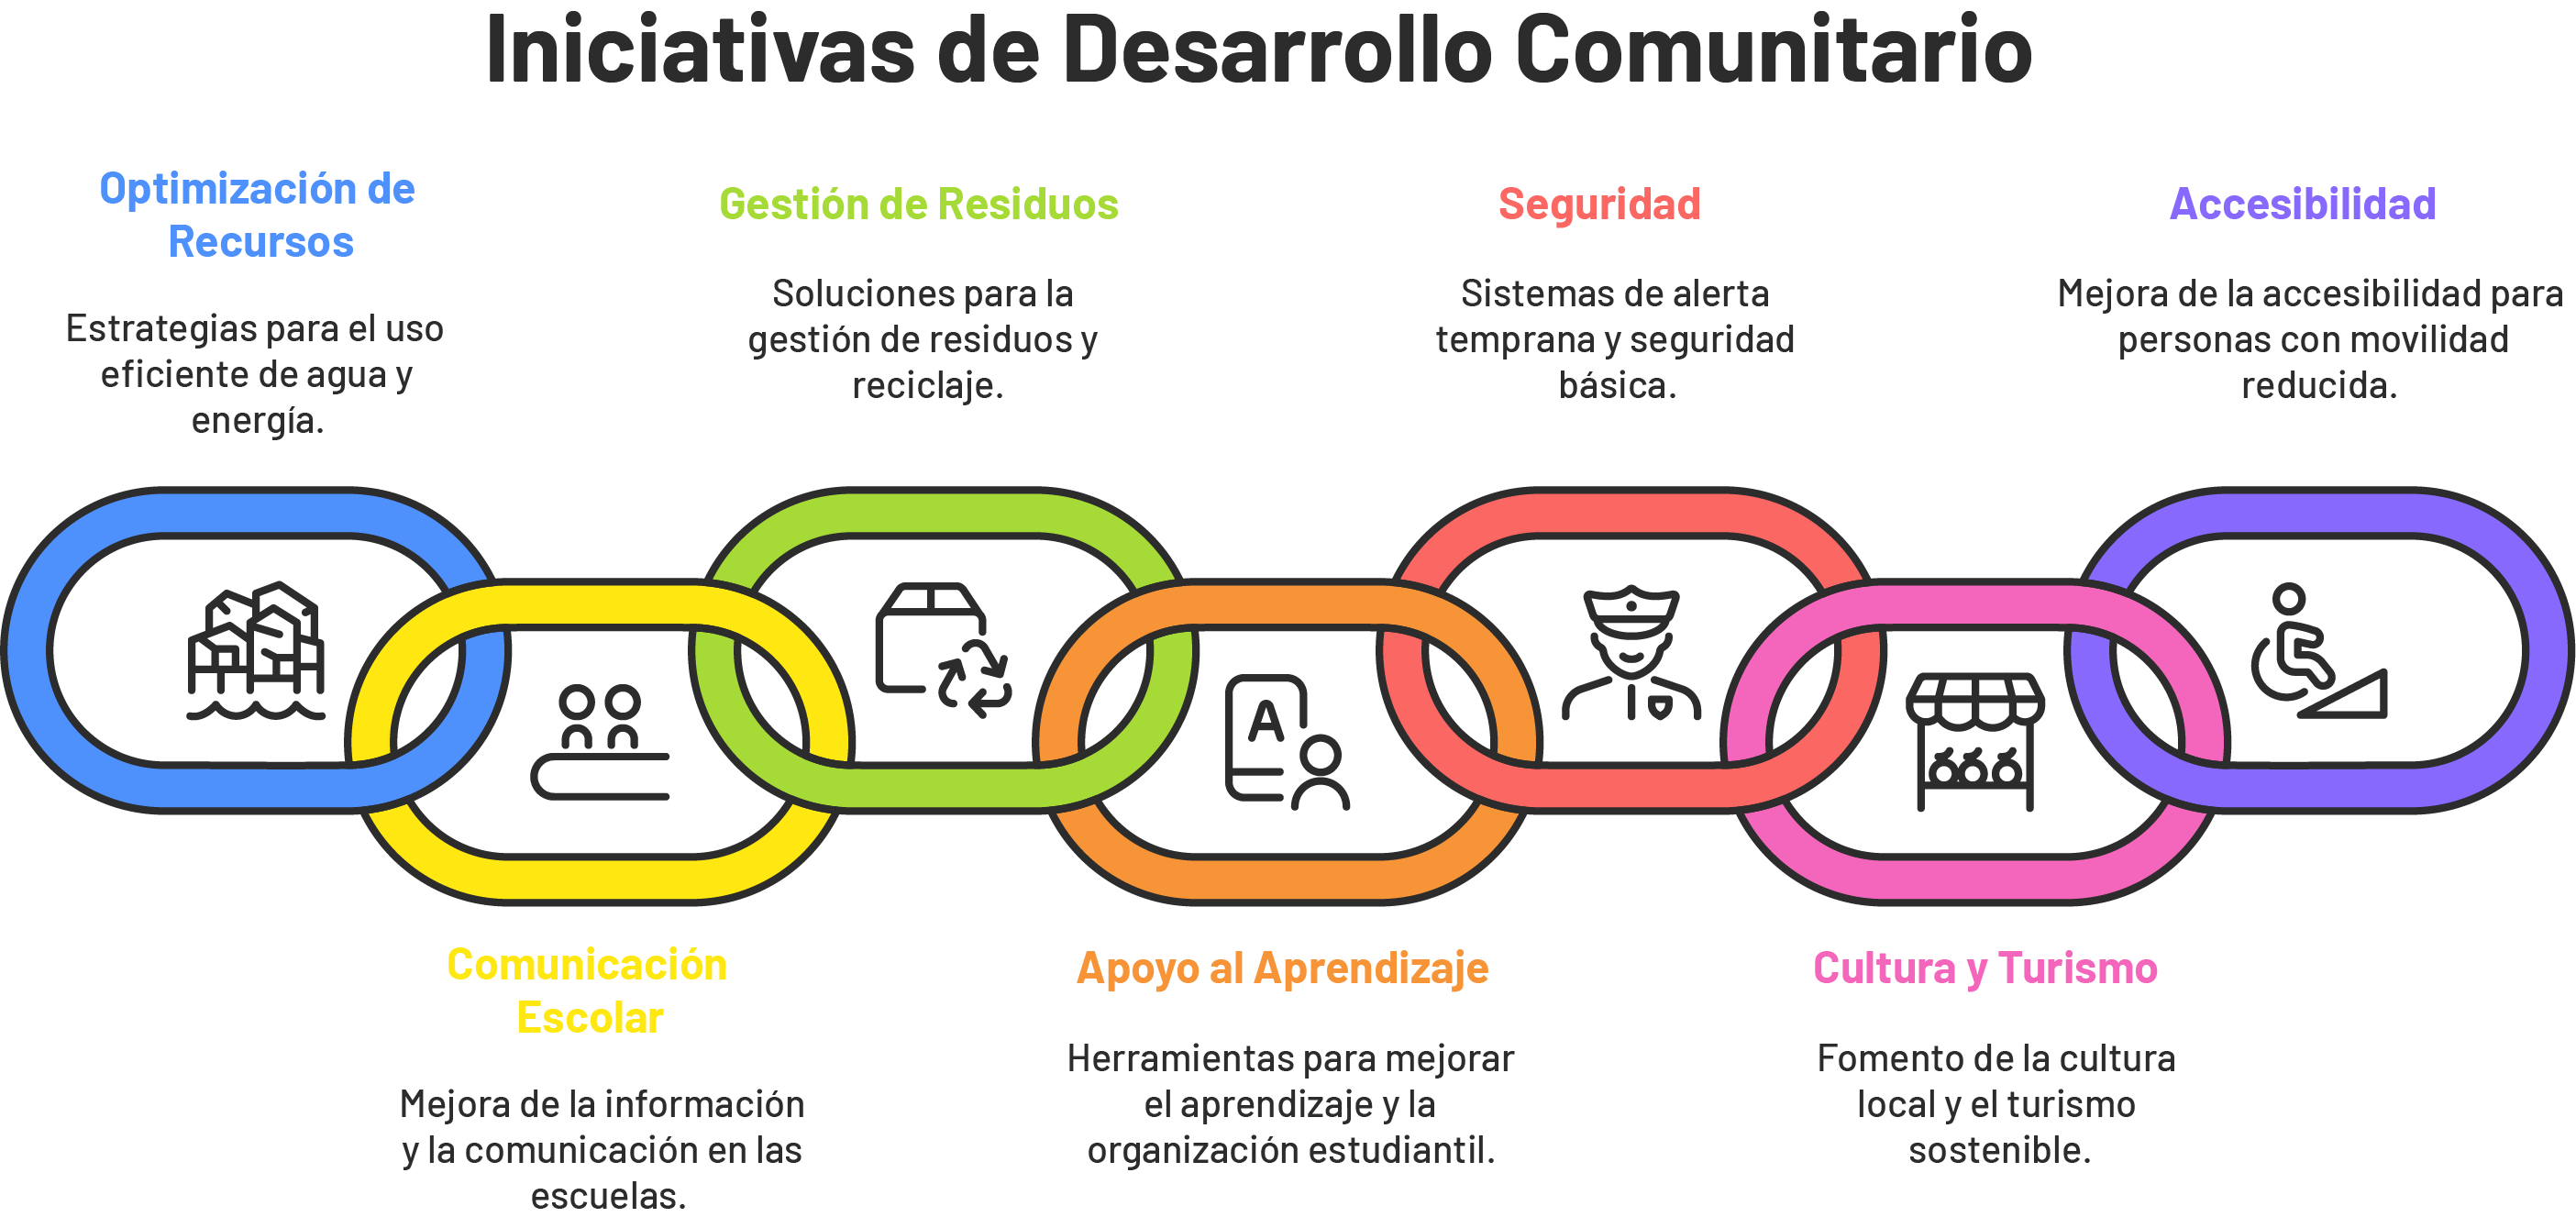 Iniciativas de Desarrollo Comunitario
Optimización de
Recursos
Estrategias para el uso
eficiente de agua y
energía.
Gestión de Residuos
Soluciones para la
gestión de residuos y
reciclaje.
Seguridad
Sistemas de alerta
temprana y seguridad
básica.
Accesibilidad
Mejora de la accesibilidad para
personas con movilidad
reducida.
A
Comunicación
Escolar
Mejora de la información
y la comunicación en las
escuelas.
Apoyo al Aprendizaje
Herramientas para mejorar
el aprendizaje y la
organización estudiantil.
Cultura y Turismo
Fomento de la cultura
local y el turismo
sostenible.